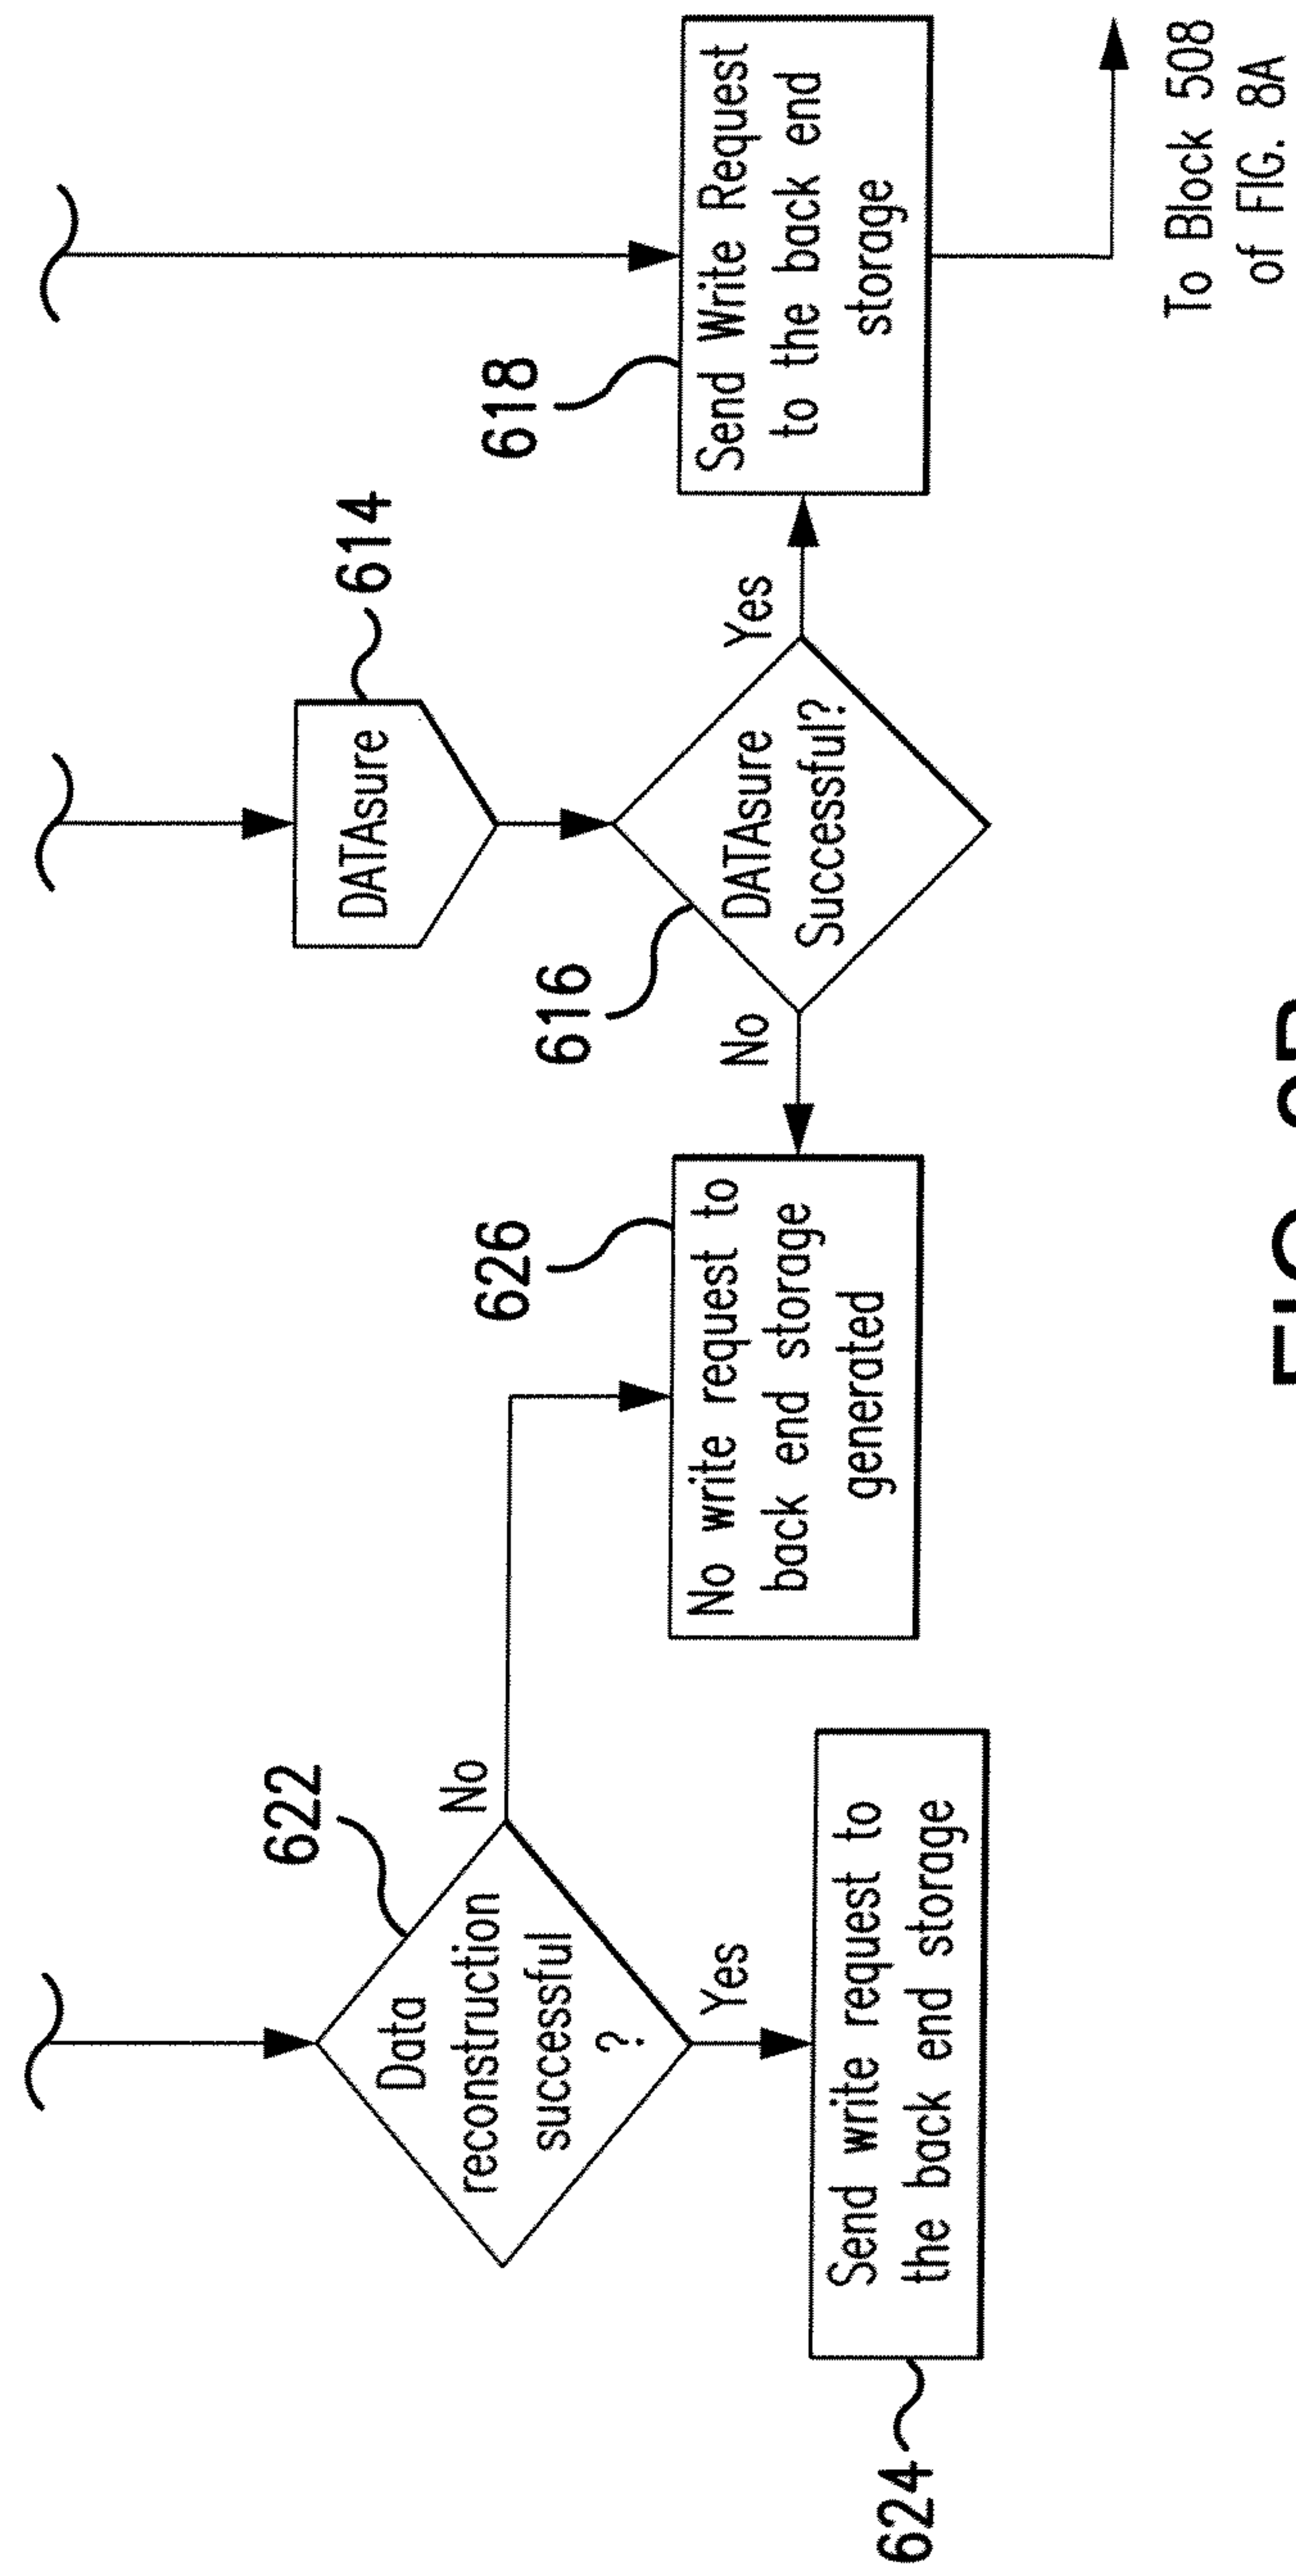 622
Data
reconstruction
successful
?
No
Yes
624
Send write request to
the back end storage
626
No write request to
back end storage
generated
614
DATAsure
616
DATAsure
Successful?
No
Yes
618
Send Write Request
to the back end
storage
To Block 508
of FIG. 8A